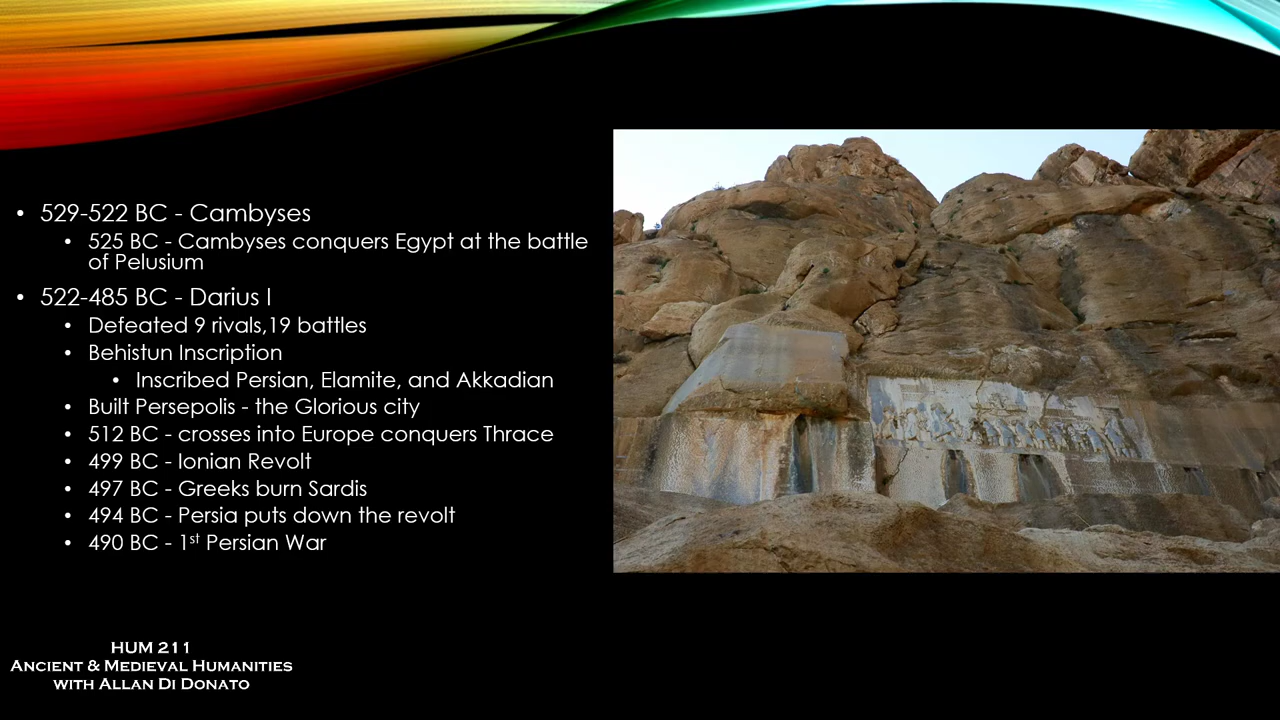 • 529-522 BC - Cambyses
• 525 BC - Cambyses conquers Egypt at the battle
of Pelusium
• 522-485 BC - Darius I
• Defeated 9 rivals,19 battles
• Behistun Inscription
• Inscribed Persian, Elamite, and Akkadian
• Built Persepolis - the Glorious city
• 512 BC - crosses into Europe conquers Thrace
• 499 BC - Ionian Revolt
• 497 BC - Greeks burn Sardis
• 494 BC - Persia puts down the revolt
• 490 BC - 1st Persian War
HUM 211
Ancient & Medieval Humanities
with Allan Di Donato